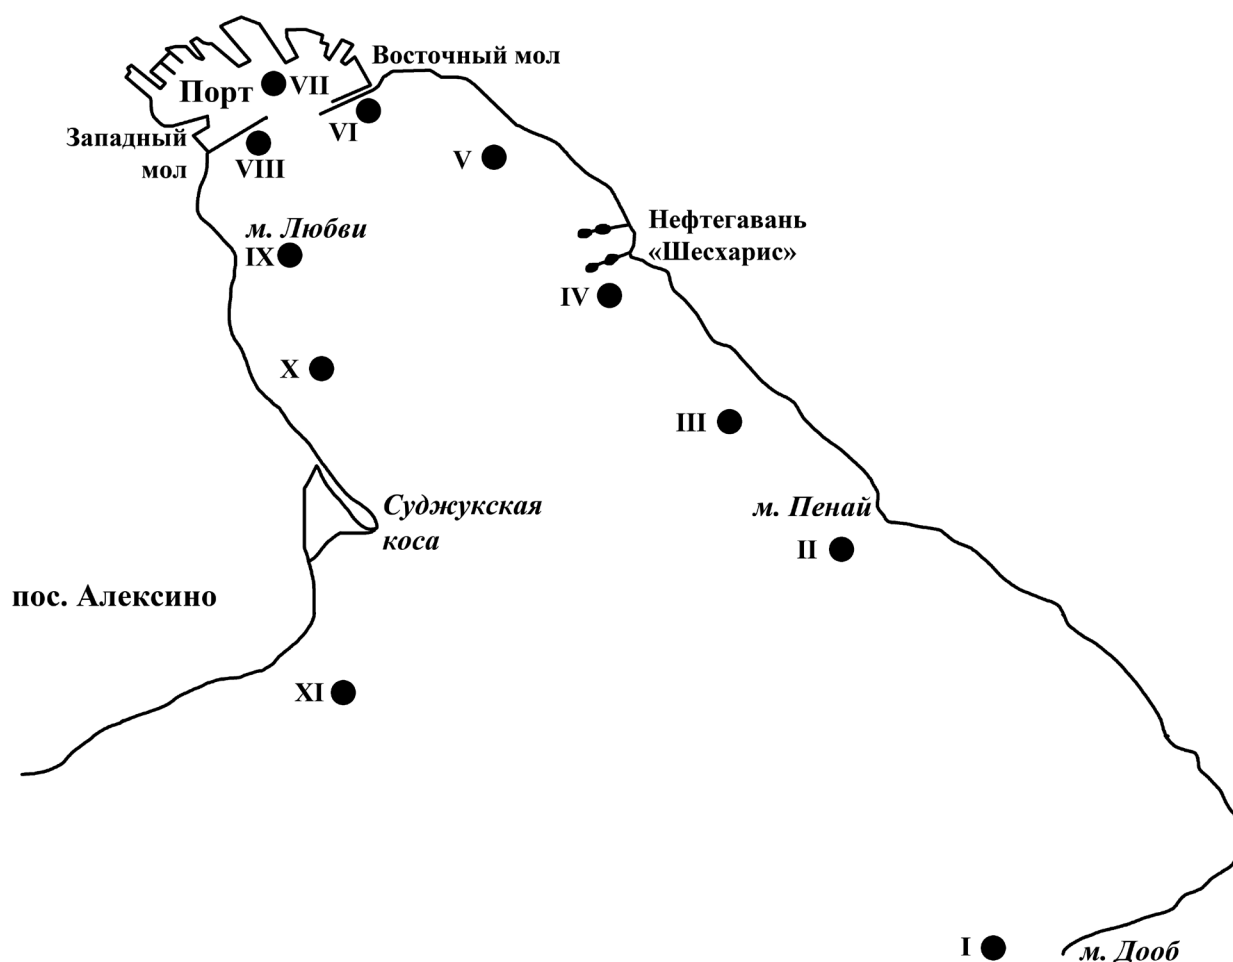 Восточный мол
Порт
VII
VI
Западный
мол
VIII
V
м. Любви
IX
Нефтегавань
«Шесхарис»
IV
X
III
Суджукская
коса
м. Пенай
II
пос. Алексино
XI
I
м. Дооб